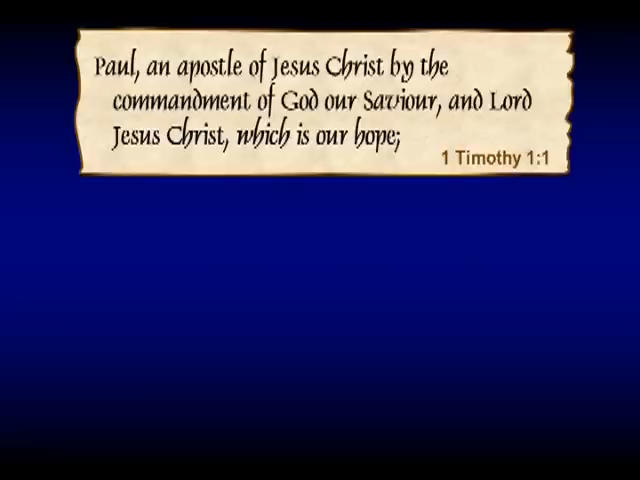 Paul, an apostle of Jesus Christ by the
commandment of God our Saviour, and Lord
Jesus Christ, which is our hope;
1 Timothy 1:1